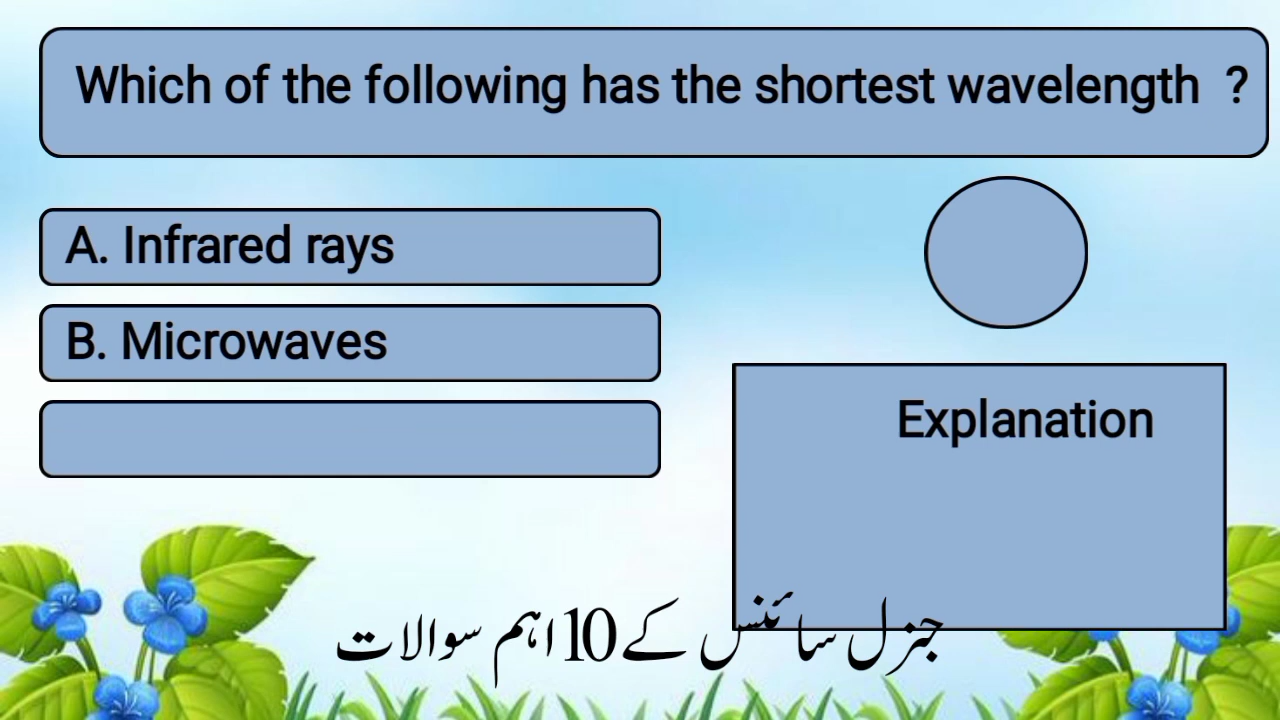 Which of the following has the shortest wavelength ?
A. Infrared rays
B. Microwaves
Explanation
جنرل سائنس کے 10 اہم سوالات